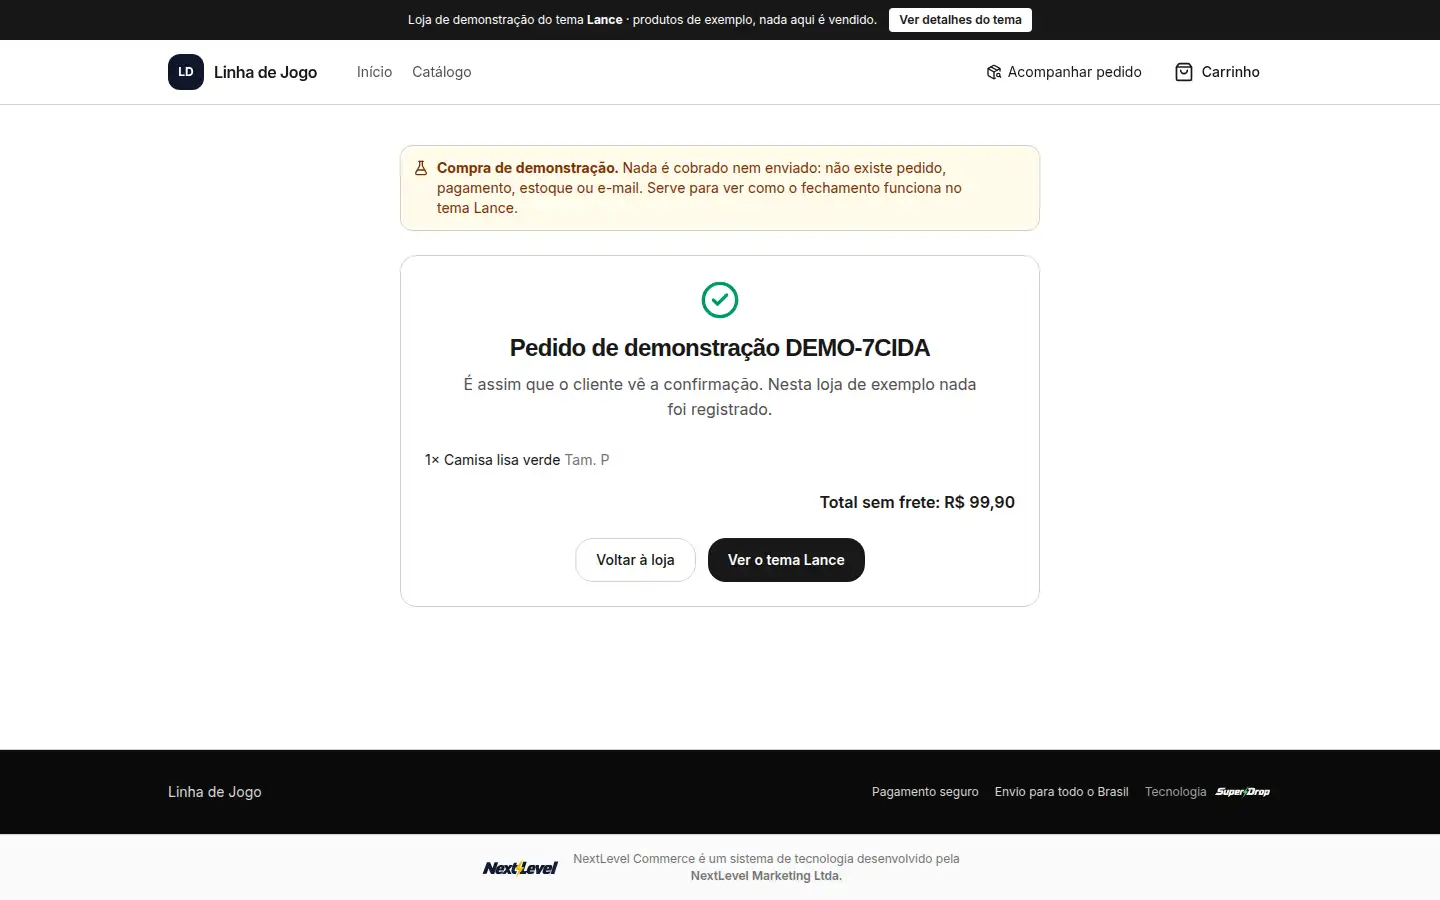 Loja de demonstração do tema Lance · produtos de exemplo, nada aqui é vendido. Ver detalhes do tema
LD Linha de Jogo Início Catálogo Acompanhar pedido Carrinho
Compra de demonstração. Nada é cobrado nem enviado: não existe pedido,
pagamento, estoque ou e-mail. Serve para ver como o fechamento funciona no
tema Lance.
Pedido de demonstração DEMO-7CIDA
É assim que o cliente vê a confirmação. Nesta loja de exemplo nada
foi registrado.
1× Camisa lisa verde Tam. P
Total sem frete: R$ 99,90
Voltar à loja Ver o tema Lance
Linha de Jogo Pagamento seguro Envio para todo o Brasil Tecnologia SuperDrop
NextLevel NextLevel Commerce é um sistema de tecnologia desenvolvido pela
NextLevel Marketing Ltda.